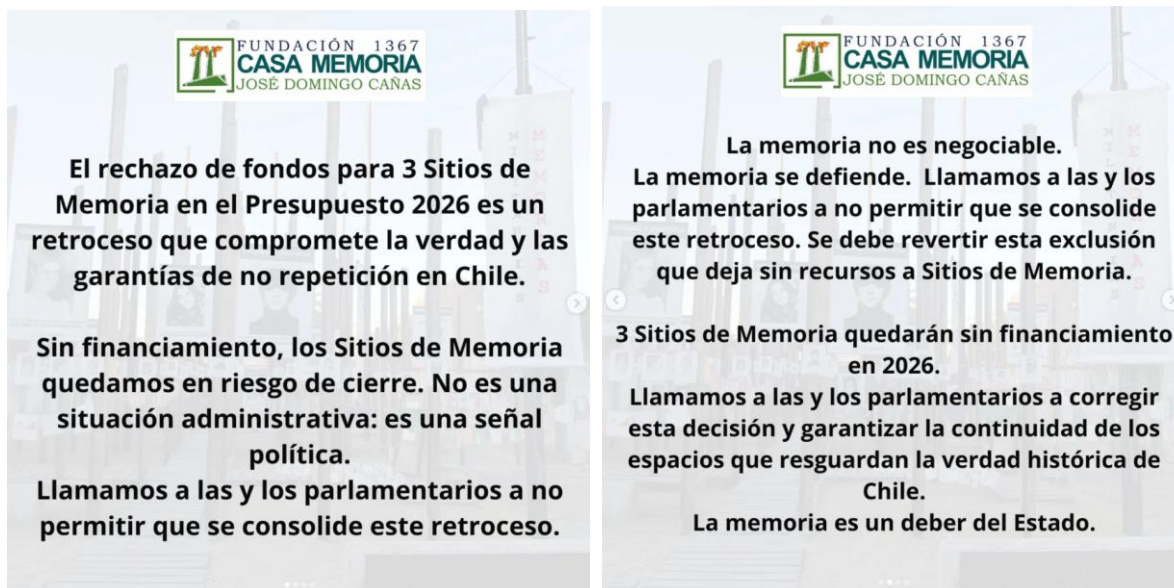 FUNDACIÓN 1367
CASA MEMORIA
JOSÉ DOMINGO CAÑAS
El rechazo de fondos para 3 Sitios de
Memoria en el Presupuesto 2026 es un
retroceso que compromete la verdad y las
garantías de no repetición en Chile.
Sin financiamiento, los Sitios de Memoria
quedamos en riesgo de cierre. No es una
situación administrativa: es una señal
política.
Llamamos a las y los parlamentarios a no
permitir que se consolide este retroceso.
FUNDACIÓN 1367
CASA MEMORIA
JOSÉ DOMINGO CAÑAS
La memoria no es negociable.
La memoria se defiende. Llamamos a las y los
parlamentarios a no permitir que se consolide
este retroceso. Se debe revertir esta exclusión
que deja sin recursos a Sitios de Memoria.
3 Sitios de Memoria quedarán sin financiamiento
en 2026.
Llamamos a las y los parlamentarios a corregir
esta decisión y garantizar la continuidad de los
espacios que resguardan la verdad histórica de
Chile.
La memoria es un deber del Estado.